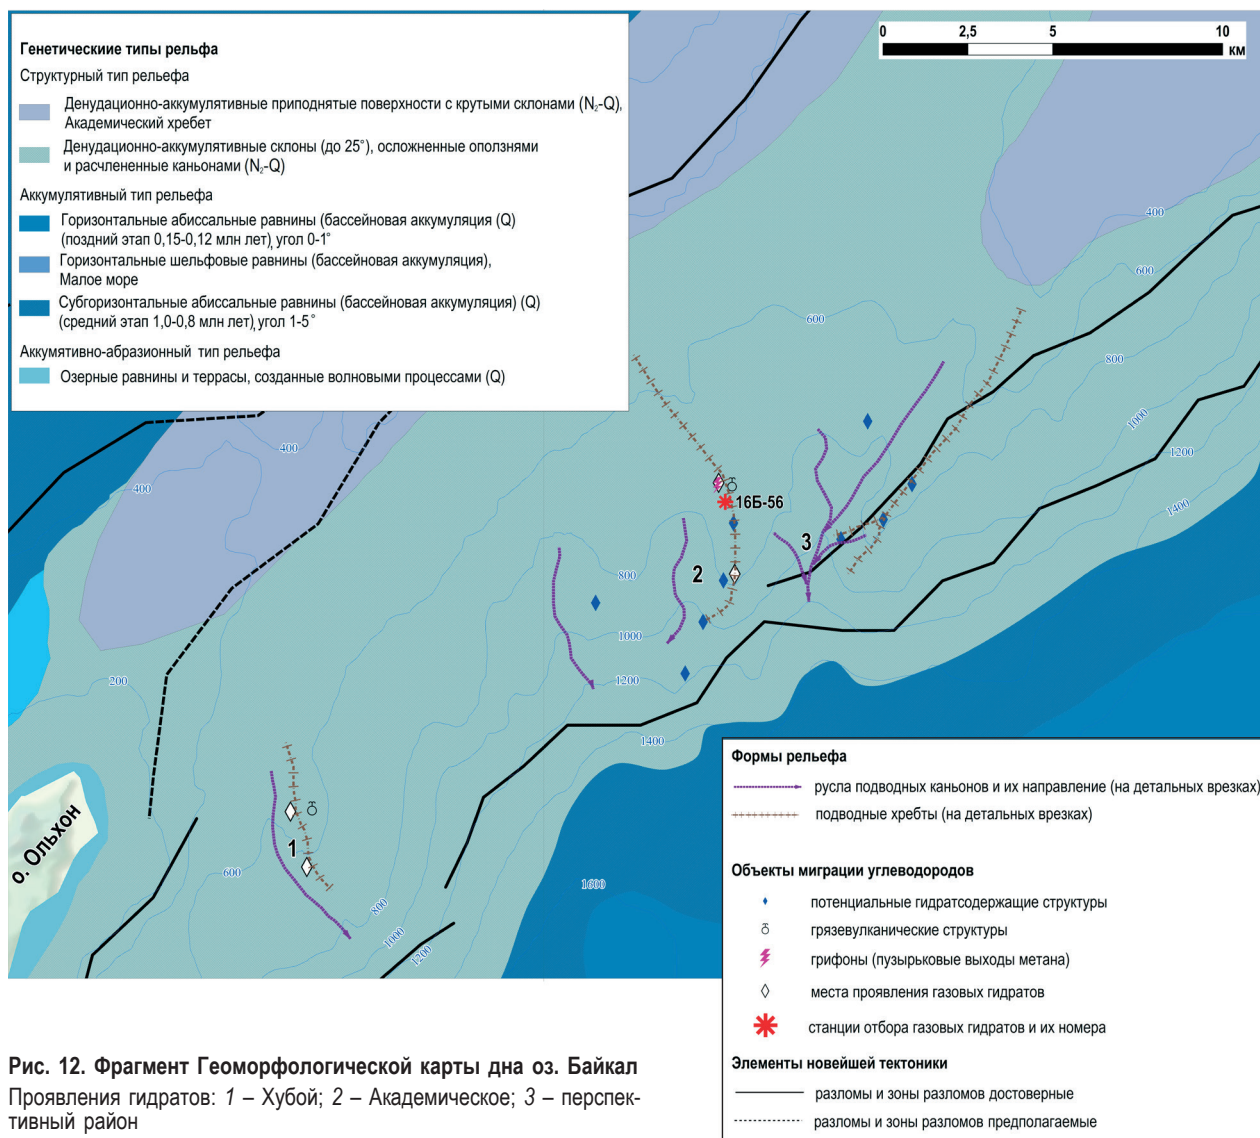 Генетическиие типы рельефа
Структурный тип рельефа
Денудационно-аккумулятивные приподнятые поверхности с крутыми склонами (N₂-Q),
Академический хребет
Денудационно-аккумулятивные склоны (до 25°), осложненные оползнями
и расчлененные каньонами (N₂-Q)
Аккумулятивный тип рельефа
Горизонтальные абиссальные равнины (бассейновая аккумуляция (Q)
(поздний этап 0,15-0,12 млн лет), угол 0-1°
Горизонтальные шельфовые равнины (бассейновая аккумуляция),
Малое море
Субгоризонтальные абиссальные равнины (бассейновая аккумуляция) (Q)
(средний этап 1,0-0,8 млн лет), угол 1-5°
Аккумятивно-абразионный тип рельефа
Озерные равнины и террасы, созданные волновыми процессами (Q)
0 2,5 5 10
км
400
600
600
800
1000
1200
1400
400
400
16Б-56
3
2
800
1000
1200
1400
200
о. Ольхон
1
600
800
1000
1200
1600
Формы рельефа
русла подводных каньонов и их направление (на детальных врезках)
подводные хребты (на детальных врезках)
Объекты миграции углеводородов
потенциальные гидратсодержащие структуры
грязевулканические структуры
грифоны (пузырьковые выходы метана)
места проявления газовых гидратов
станции отбора газовых гидратов и их номера
Элементы новейшей тектоники
разломы и зоны разломов достоверные
разломы и зоны разломов предполагаемые
Рис. 12. Фрагмент Геоморфологической карты дна оз. Байкал
Проявления гидратов: 1 – Хубой; 2 – Академическое; 3 – перспек-
тивный район